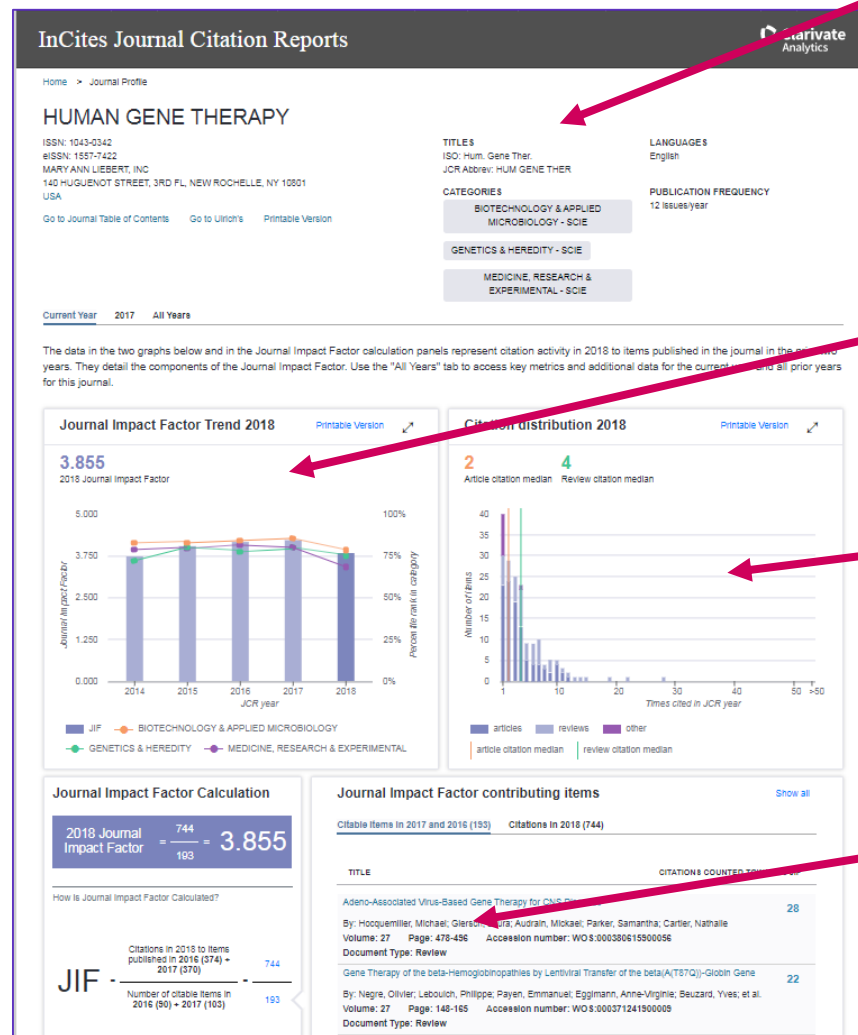 InCites Journal Citation Reports
Clarivate
Analytics
Home > Journal Profile
HUMAN GENE THERAPY
ISSN: 1043-0342
eISSN: 1557-7422
MARY ANN LIEBERT, INC
140 HUGUENOT STREET, 3RD FL, NEW ROCHELLE, NY 10801
USA
Go to Journal Table of Contents Go to Ulrich's Printable Version
TITLES
ISO: Hum. Gene Ther.
JCR Abbrev: HUM GENE THER
LANGUAGES
English
CATEGORIES
BIOTECHNOLOGY & APPLIED
MICROBIOLOGY - SCIE
GENETICS & HEREDITY - SCIE
MEDICINE, RESEARCH &
EXPERIMENTAL - SCIE
PUBLICATION FREQUENCY
12 issues/year
Current Year 2017 All Years
The data in the two graphs below and in the Journal Impact Factor calculation panels represent citation activity in 2018 to items published in the journal in the prior two
years. They detail the components of the Journal Impact Factor. Use the "All Years" tab to access key metrics and additional data for the current year and all prior years
for this journal.
Journal Impact Factor Trend 2018 Printable Version
3.855
2018 Journal Impact Factor
5.000
3.750
2.500
1.250
0.000
Journal Impact Factor
100%
75%
50%
25%
0%
Percentile rank in category
2014 2015 2016 2017 2018
JCR year
JIF BIOTECHNOLOGY & APPLIED MICROBIOLOGY
GENETICS & HEREDITY MEDICINE, RESEARCH & EXPERIMENTAL
Citation distribution 2018 Printable Version
2 4
Article citation median Review citation median
40
35
30
25
20
15
10
5
0
Number of items
1 10 20 30 40 50 >50
Times cited in JCR year
articles reviews other
article citation median review citation median
Journal Impact Factor Calculation
2018 Journal
Impact Factor = 744 / 193 = 3.855
How is Journal Impact Factor Calculated?
JIF =
Citations in 2018 to items
published in 2016 (374) +
2017 (370)
744
Number of citable items in
2016 (90) + 2017 (103)
193
Journal Impact Factor contributing items Show all
Citable items in 2017 and 2016 (193) Citations in 2018 (744)
TITLE CITATIONS COUNTED
Adeno-Associated Virus-Based Gene Therapy for CNS
28
By: Hocquemiller, Michael; Audrain, Mickael; Parker, Samantha; Cartier, Nathalie
Volume: 27 Page: 478-496 Accession number: WOS:000380615900056
Document Type: Review
Gene Therapy of the beta-Hemoglobinopathies by Lentiviral Transfer of the beta(A(T87Q))-Globin Gene
22
By: Negre, Olivier; Leboulch, Philippe; Payen, Emmanuel; Eggimann, Anne-Virginie; Beuzard, Yves; et al.
Volume: 27 Page: 148-165 Accession number: WOS:000371241900009
Document Type: Review